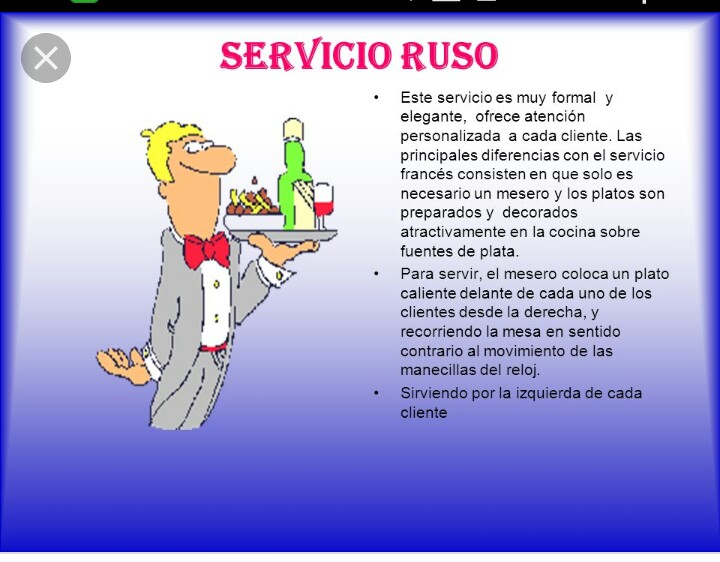 SERVICIO RUSO
• Este servicio es muy formal y
elegante, ofrece atención
personalizada a cada cliente. Las
principales diferencias con el servicio
francés consisten en que solo es
necesario un mesero y los platos son
preparados y decorados
atractivamente en la cocina sobre
fuentes de plata.
• Para servir, el mesero coloca un plato
caliente delante de cada uno de los
clientes desde la derecha, y
recorriendo la mesa en sentido
contrario al movimiento de las
manecillas del reloj.
• Sirviendo por la izquierda de cada
cliente